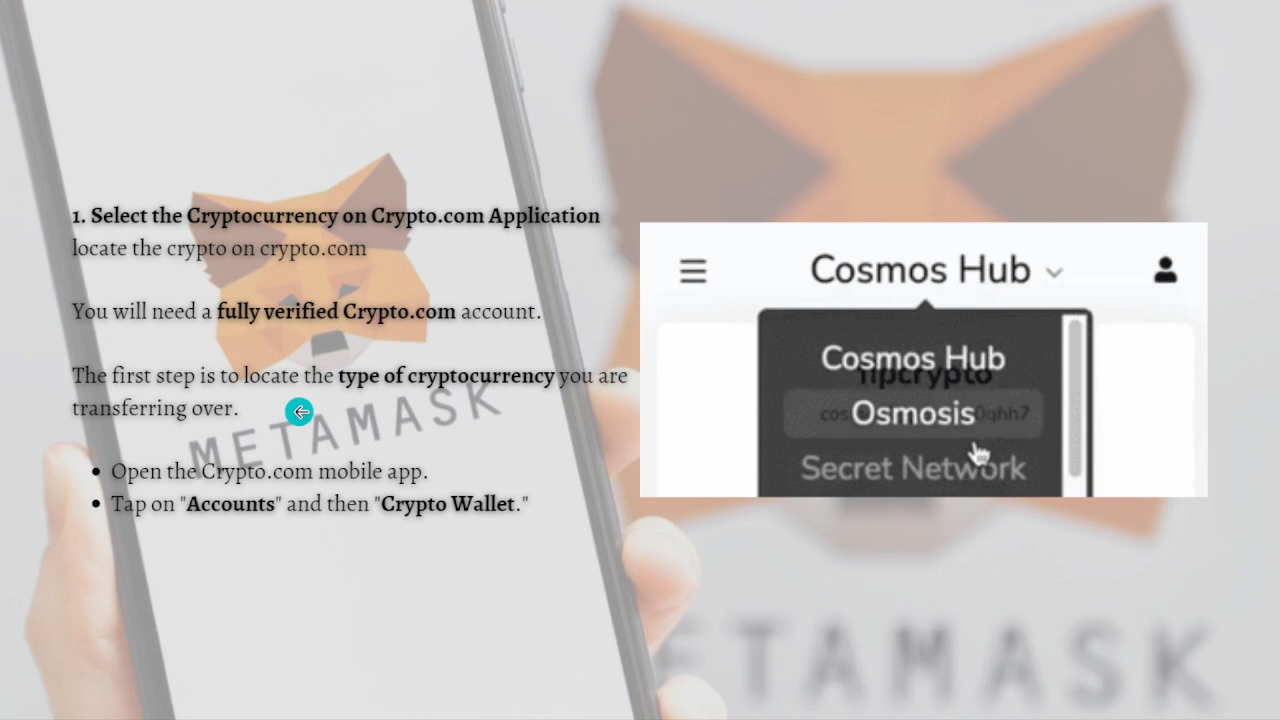 1. Select the Cryptocurrency on Crypto.com Application
locate the crypto on crypto.com
You will need a fully verified Crypto.com account.
The first step is to locate the type of cryptocurrency you are
transferring over.
• Open the Crypto.com mobile app.
• Tap on "Accounts" and then "Crypto Wallet."
METAMASK
Cosmos Hub
Cosmos Hub
Osmosis
Secret Network
METAMASK